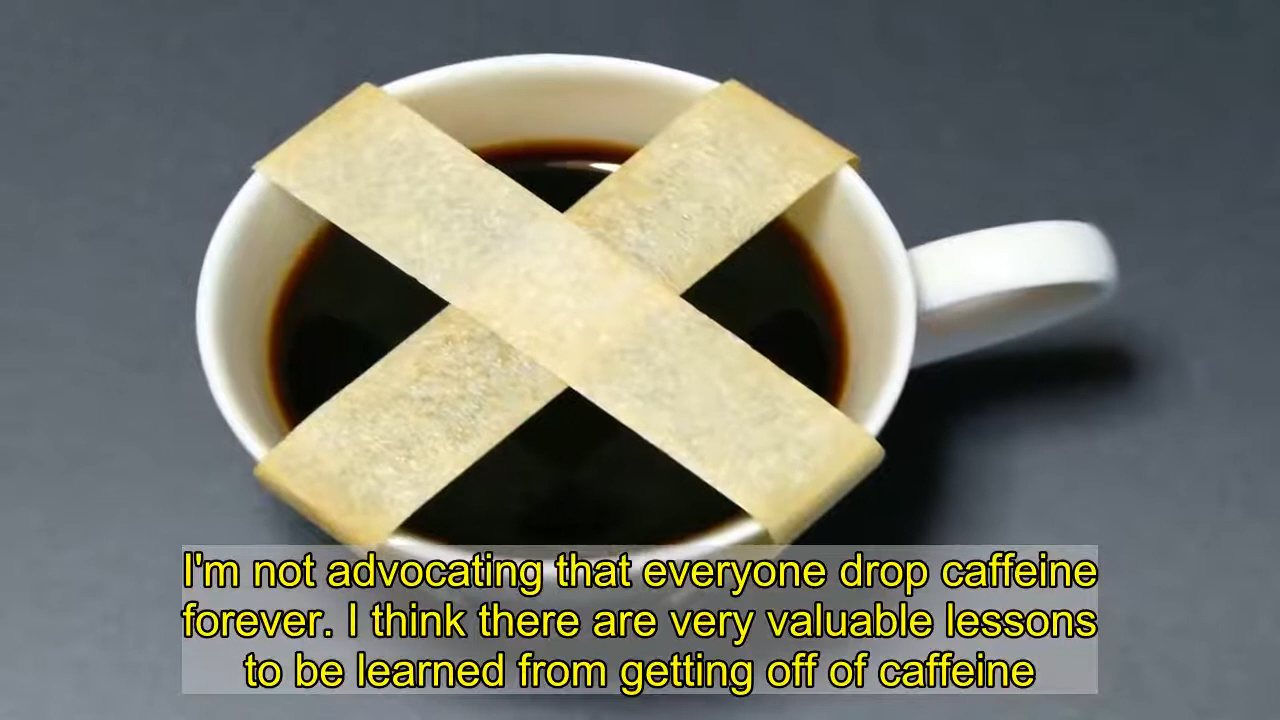 I'm not advocating that everyone drop caffeine
forever. I think there are very valuable lessons
to be learned from getting off of caffeine